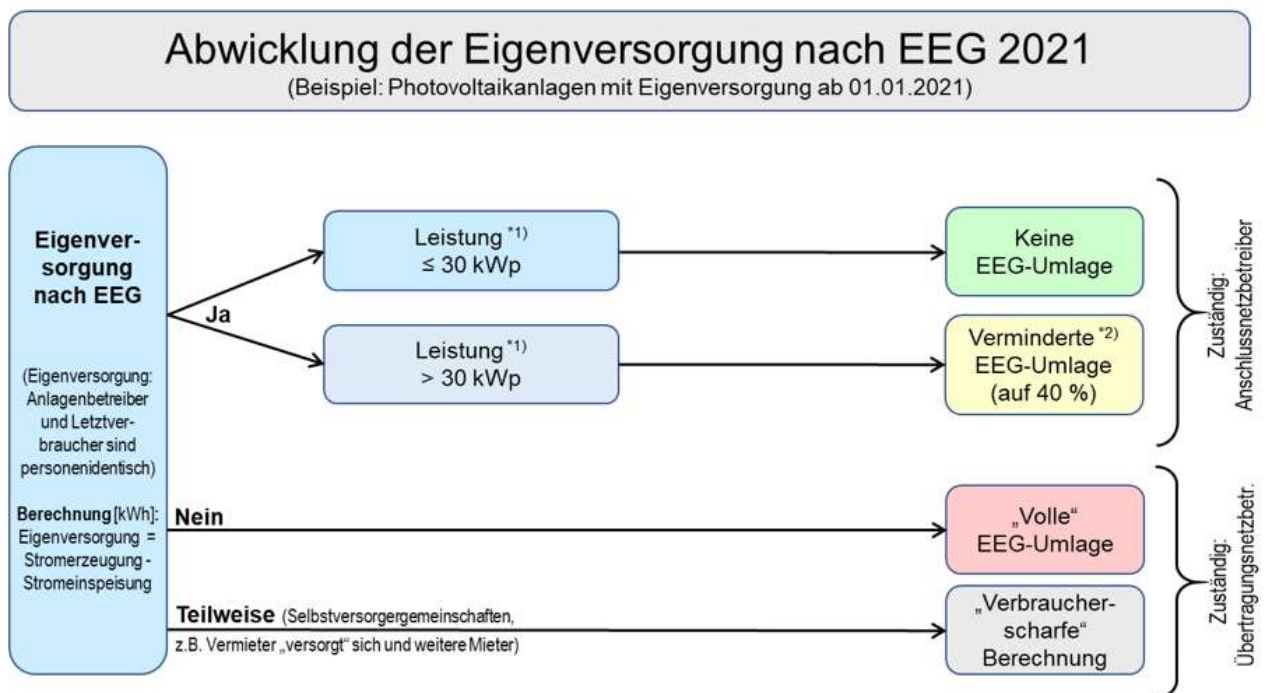 Abwicklung der Eigenversorgung nach EEG 2021
(Beispiel: Photovoltaikanlagen mit Eigenversorgung ab 01.01.2021)
Eigenver-
sorgung
nach EEG
(Eigenversorgung:
Anlagenbetreiber
und Letztver-
braucher sind
personenidentisch)
Berechnung [kWh]:
Eigenversorgung =
Stromerzeugung -
Stromeinspeisung
Ja
Leistung *1)
≤ 30 kWp
Keine
EEG-Umlage
Leistung *1)
> 30 kWp
Verminderte *2)
EEG-Umlage
(auf 40 %)
Zuständig:
Anschlussnetzbetreiber
Nein
„Volle“
EEG-Umlage
Teilweise (Selbstversorgergemeinschaften,
z.B. Vermieter „versorgt“ sich und weitere Mieter)
„Verbraucher-
scharfe“
Berechnung
Zuständig:
Übertragungsnetzbetr.